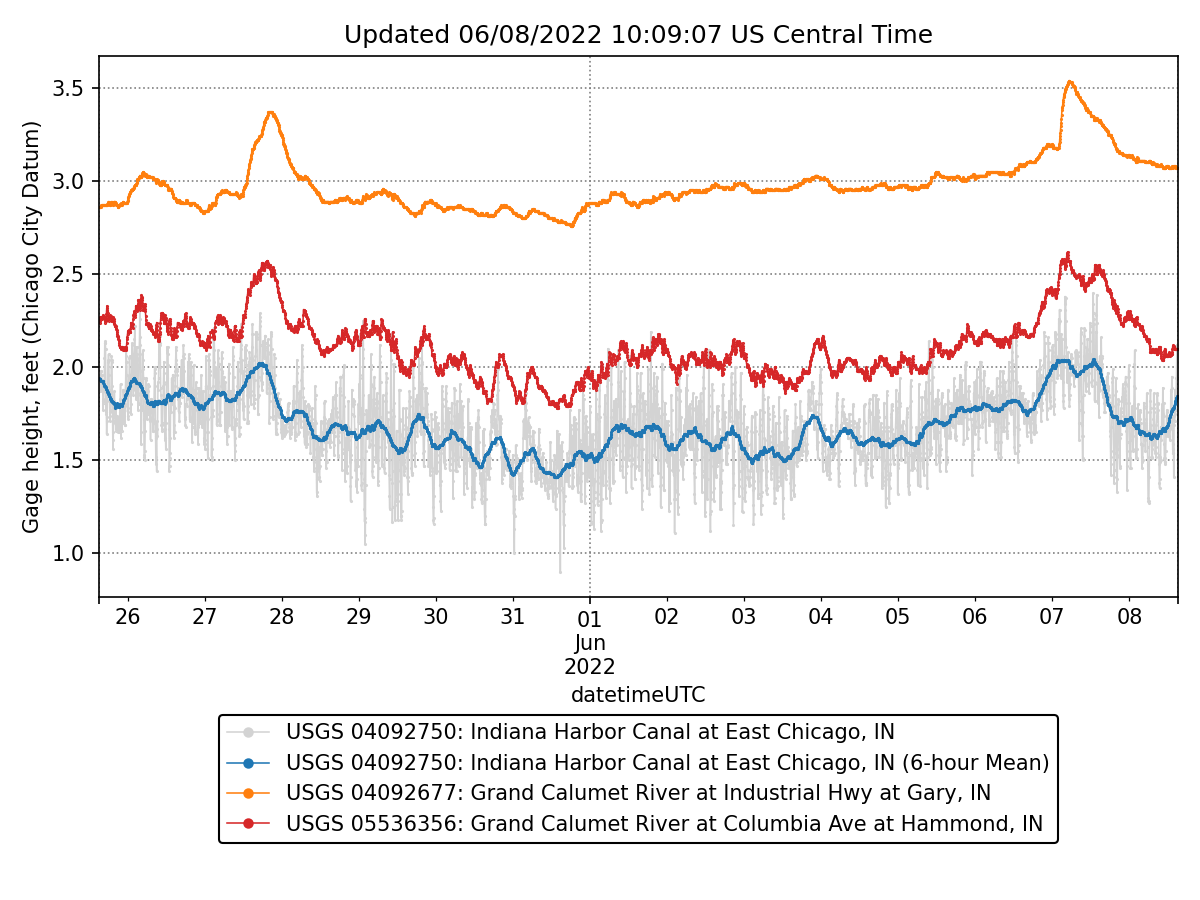 Updated 06/08/2022 10:09:07 US Central Time
Gage height, feet (Chicago City Datum)
3.5
3.0
2.5
2.0
1.5
1.0
26 27 28 29 30 31 01 02 03 04 05 06 07 08
Jun
2022
datetimeUTC
USGS 04092750: Indiana Harbor Canal at East Chicago, IN
USGS 04092750: Indiana Harbor Canal at East Chicago, IN (6-hour Mean)
USGS 04092677: Grand Calumet River at Industrial Hwy at Gary, IN
USGS 05536356: Grand Calumet River at Columbia Ave at Hammond, IN